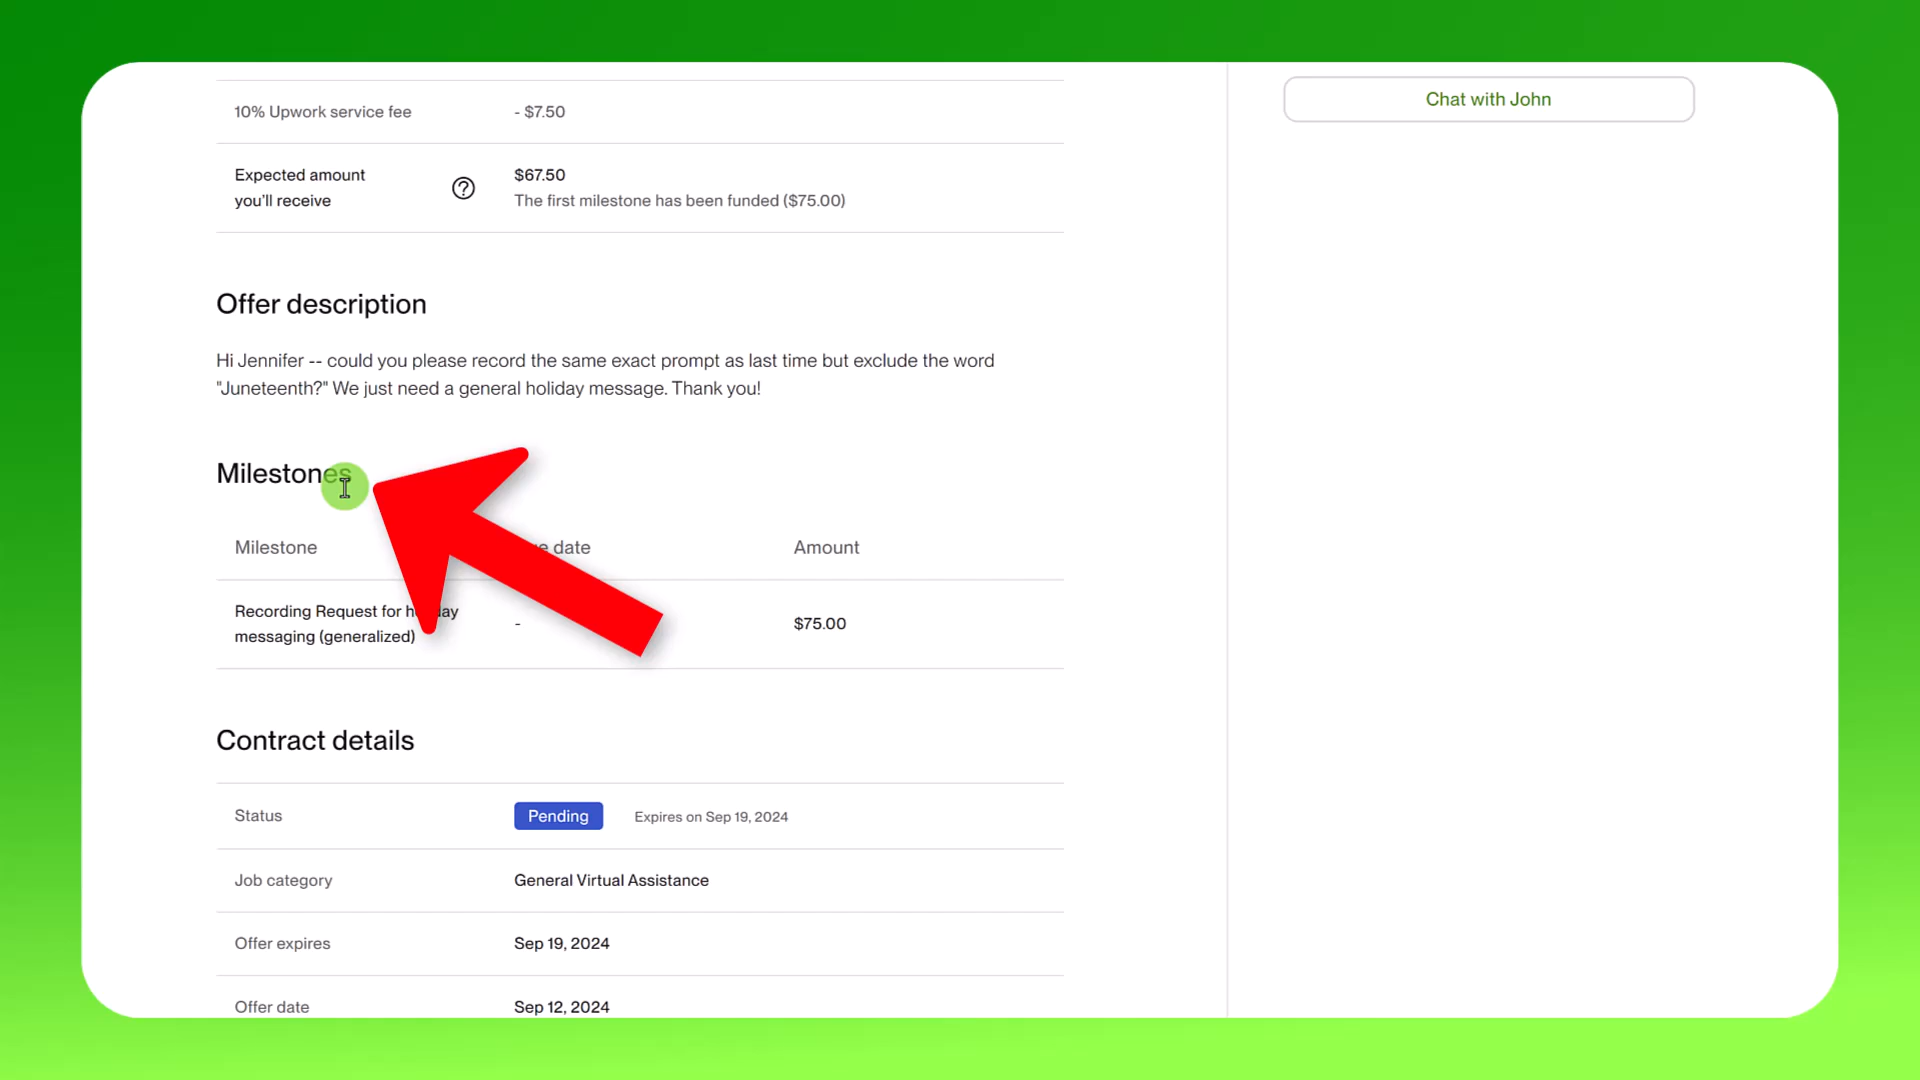 Chat with John
10% Upwork service fee - $7.50
Expected amount $67.50
you'll receive The first milestone has been funded ($75.00)
Offer description
Hi Jennifer -- could you please record the same exact prompt as last time but exclude the word
"Juneteenth?" We just need a general holiday message. Thank you!
Milestones
Milestone date Amount
Recording Request for
messaging (generalized) - $75.00
Contract details
Status Pending Expires on Sep 19, 2024
Job category General Virtual Assistance
Offer expires Sep 19, 2024
Offer date Sep 12, 2024